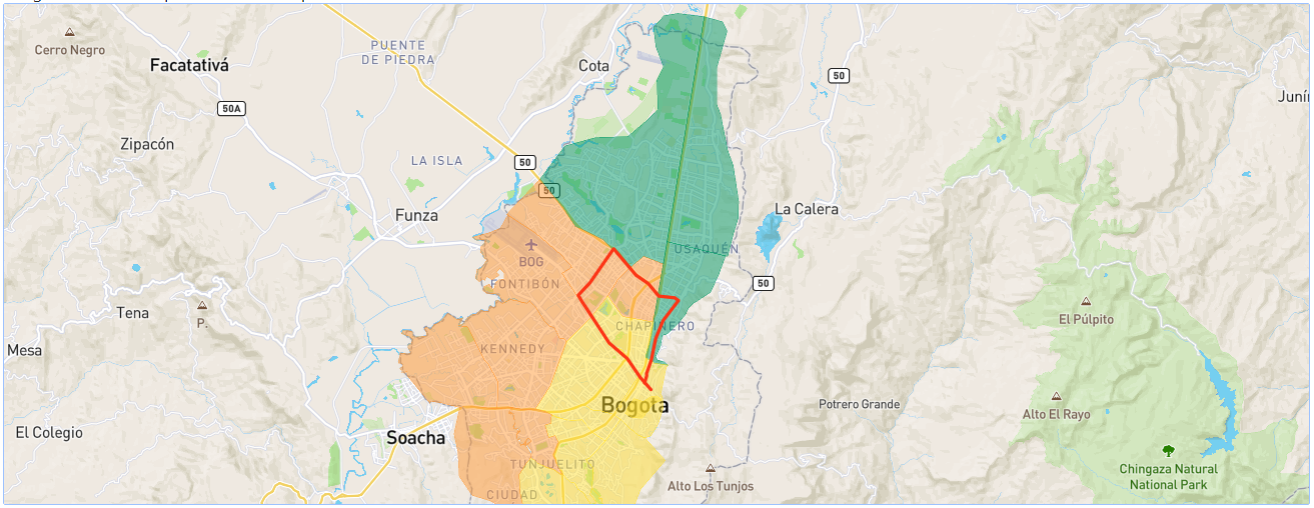 PUENTE
DE PIEDRA
Cerro Negro
Facatativá
Cota
50
50A
Junín
Zipacón
LA ISLA
50
50
Funza
La Calera
USAQUÉN
BOG
FONTIBÓN
50
Tena
P.
CHAPINERO
El Púlpito
Mesa
KENNEDY
Bogota
Potrero Grande
Alto El Rayo
El Colegio
Soacha
TUNJUELITO
Chingaza Natural
National Park
Alto Los Tunjos
CIUDAD